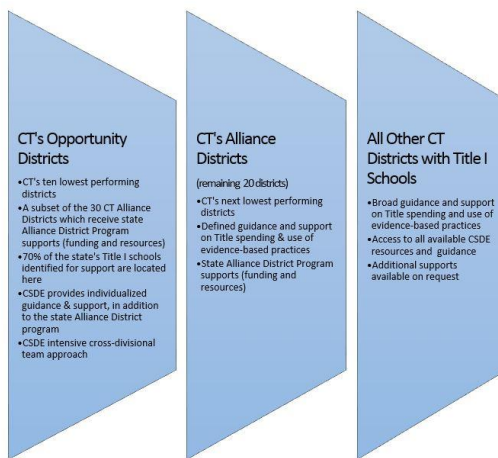 CT's Opportunity
Districts
•CT's ten lowest performing
districts
•A subset of the 30 CT Alliance
Districts which receive state
Alliance District Program
supports (funding and resources)
•70% of the state's Title I schools
identified for support are located
here
•CSDE provides individualized
guidance & support, in addition
to the state Alliance District
program
•CSDE intensive cross-divisional
team approach
CT's Alliance
Districts
(remaining 20 districts)
•CT's next lowest performing
districts
•Defined guidance and support
on Title spending & use of
evidence-based practices
•State Alliance District Program
supports (funding and
resources)
All Other CT
Districts with Title I
Schools
•Broad guidance and support
on Title spending and use of
evidence-based practices
•Access to all available CSDE
resources and guidance
•Additional supports
available on request